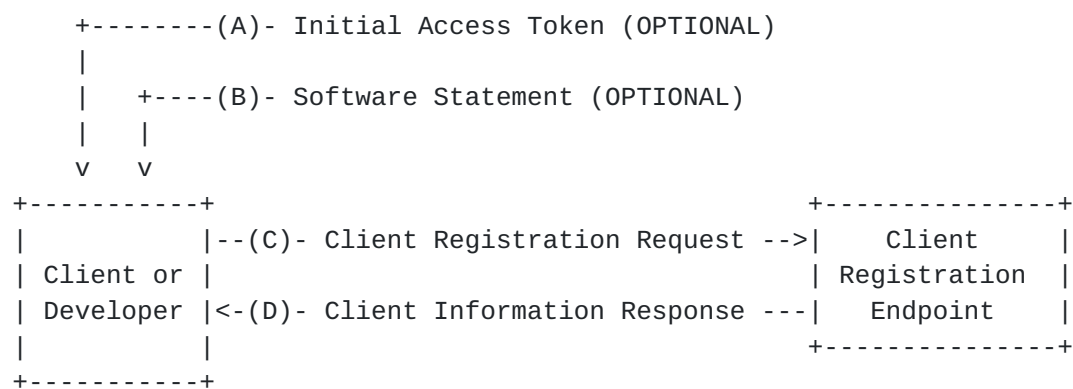 +--------(A)- Initial Access Token (OPTIONAL)
|
|   +----(B)- Software Statement (OPTIONAL)
|   |
v   v
+-----------+                                      +---------------+
|           |--(C)- Client Registration Request -->|    Client     |
| Client or |                                      | Registration  |
| Developer |<-(D)- Client Information Response ---|   Endpoint    |
|           |                                      +---------------+
+-----------+